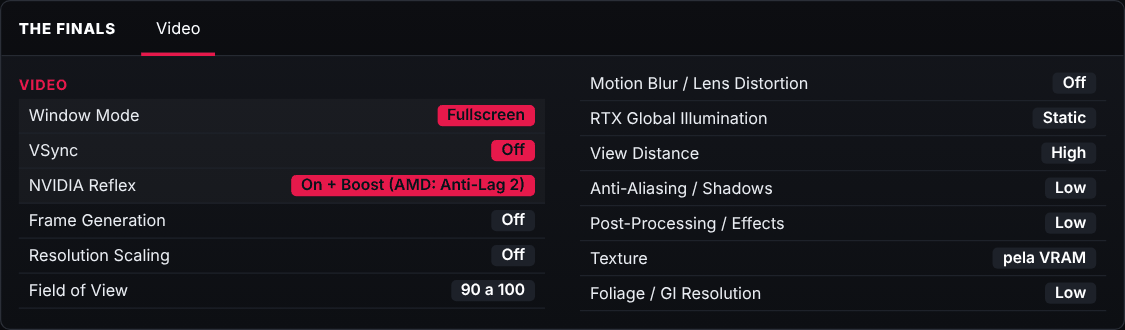 THE FINALS Video
VIDEO
Window Mode Fullscreen
VSync Off
NVIDIA Reflex On + Boost (AMD: Anti-Lag 2)
Frame Generation Off
Resolution Scaling Off
Field of View 90 a 100
Motion Blur / Lens Distortion Off
RTX Global Illumination Static
View Distance High
Anti-Aliasing / Shadows Low
Post-Processing / Effects Low
Texture pela VRAM
Foliage / GI Resolution Low